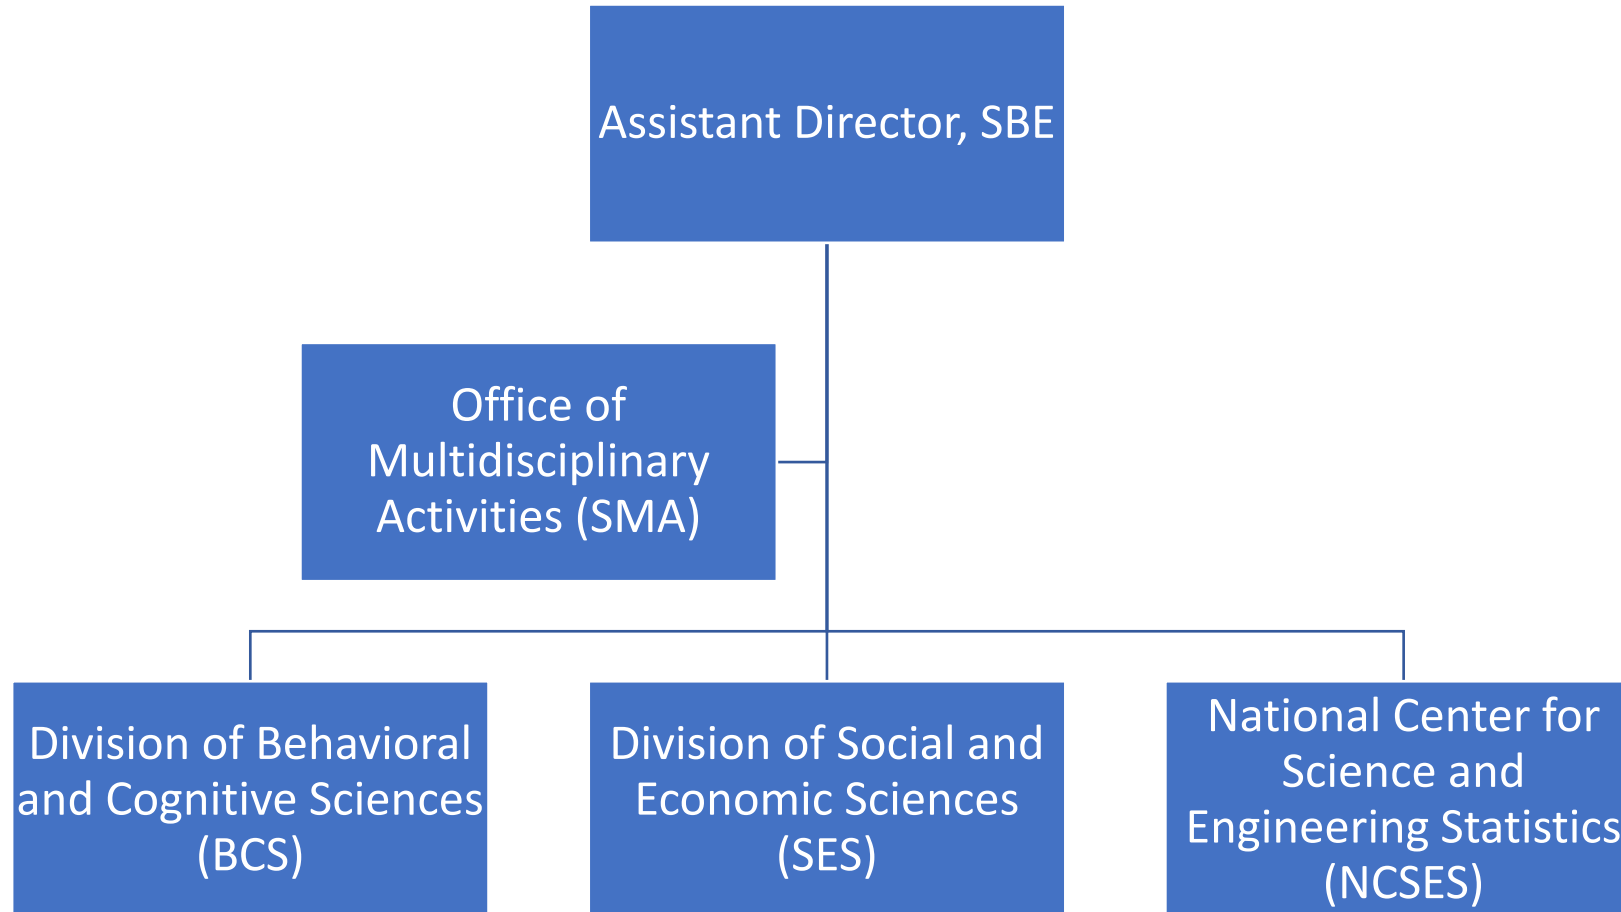 Assistant Director, SBE
Office of
Multidisciplinary
Activities (SMA)
Division of Behavioral
and Cognitive Sciences
(BCS)
Division of Social and
Economic Sciences
(SES)
National Center for
Science and
Engineering Statistics
(NCSES)